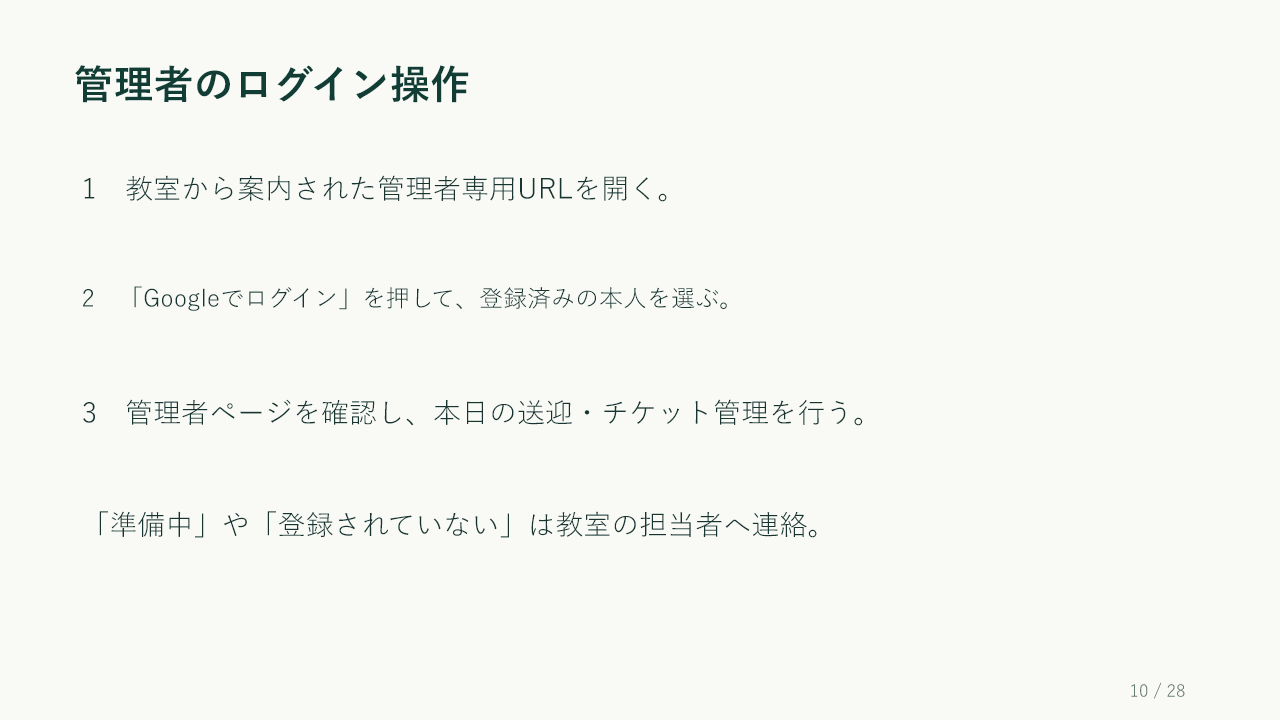 管理者のログイン操作
1 教室から案内された管理者専用URLを開く。
2 「Googleでログイン」を押して、登録済みの本人を選ぶ。
3 管理者ページを確認し、本日の送迎・チケット管理を行う。
「準備中」や「登録されていない」は教室の担当者へ連絡。
10 / 28